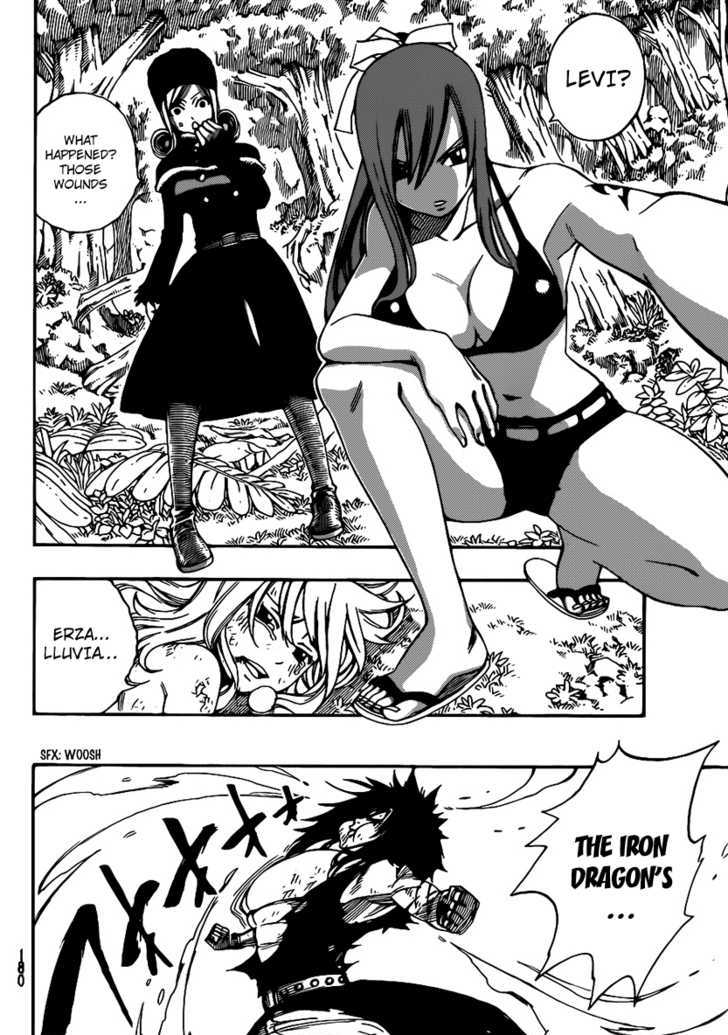 LEVI?
WHAT
HAPPENED?
THOSE
WOUNDS
...
ERZA...
LLUVIA...
SFX: WOOSH
THE IRON
DRAGON'S
...
180